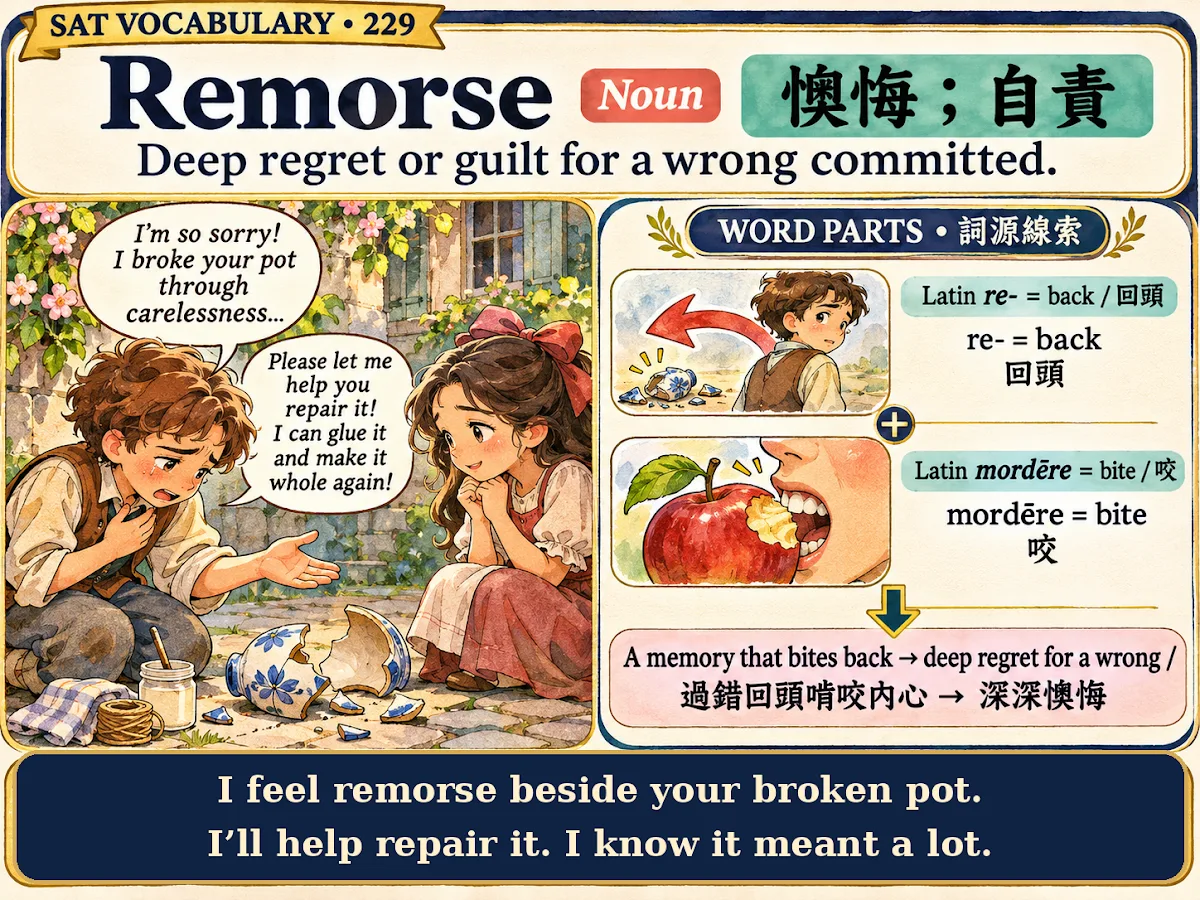 SAT VOCABULARY • 229
Remorse
Noun
懊悔；自責
Deep regret or guilt for a wrong committed.
I'm so sorry!
I broke your pot
through
carelessness...
Please let me
help you
repair it!
I can glue it
and make it
whole again!
WORD PARTS • 詞源線索
Latin re- = back / 回頭
re- = back
回頭
Latin mordēre = bite / 咬
mordēre = bite
咬
A memory that bites back → deep regret for a wrong /
過錯回頭啃咬內心 → 深深懊悔
I feel remorse beside your broken pot.
I’ll help repair it. I know it meant a lot.